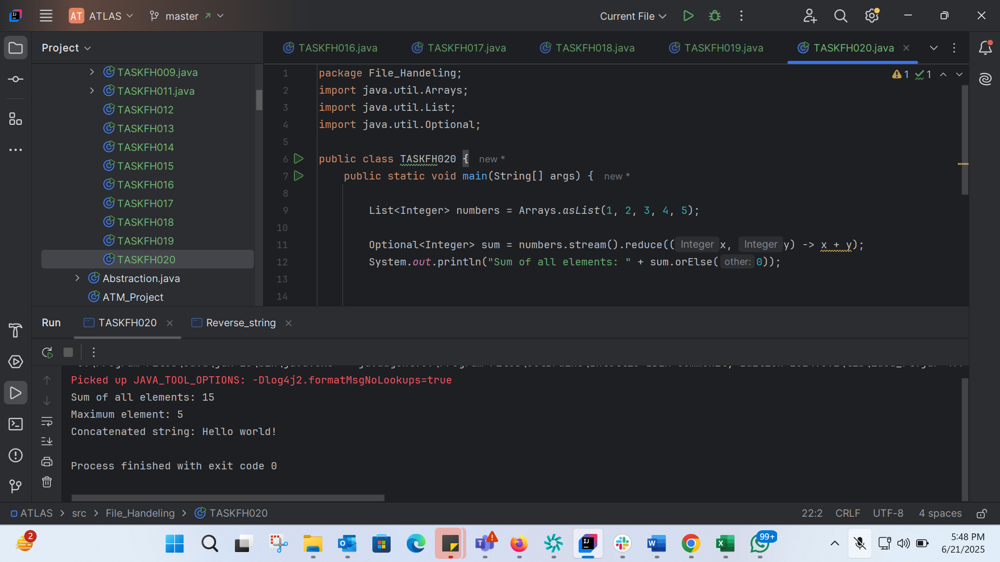 AT ATLAS master Current File
Project
TASKFH016.java TASKFH017.java TASKFH018.java TASKFH019.java TASKFH020.java
TASKFH009.java
TASKFH011.java
TASKFH012
TASKFH013
TASKFH014
TASKFH015
TASKFH016
TASKFH017
TASKFH018
TASKFH019
TASKFH020
Abstraction.java
ATM_Project
1 1
1 package File_Handeling;
2 import java.util.Arrays;
3 import java.util.List;
4 import java.util.Optional;
5
6 public class TASKFH020 { new *
7 public static void main(String[] args) { new *
8
9 List<Integer> numbers = Arrays.asList(1, 2, 3, 4, 5);
10
11 Optional<Integer> sum = numbers.stream().reduce(( Integer x, Integer y) -> x + y);
12 System.out.println("Sum of all elements: " + sum.orElse( other: 0));
13
14
Run TASKFH020 Reverse_string
Picked up JAVA_TOOL_OPTIONS: -Dlog4j2.formatMsgNoLookups=true
Sum of all elements: 15
Maximum element: 5
Concatenated string: Hello world!
Process finished with exit code 0
ATLAS > src > File_Handeling > TASKFH020 22:2 CRLF UTF-8 4 spaces
2
99+
5:48 PM
6/21/2025